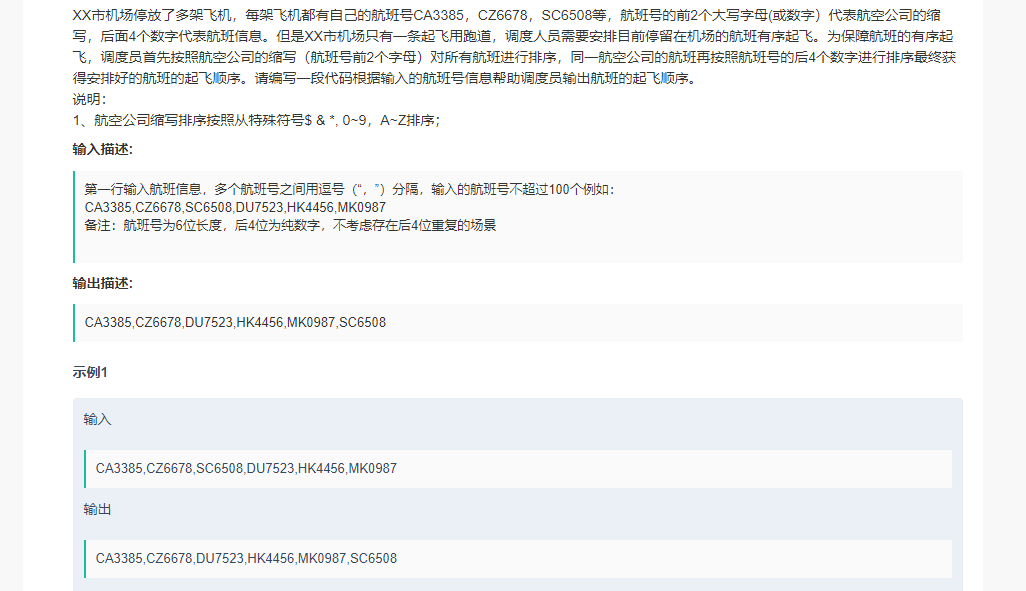 XX市机场停放了多架飞机，每架飞机都有自己的航班号CA3385，CZ6678，SC6508等，航班号的前2个大写字母(或数字）代表航空公司的缩
写，后面4个数字代表航班信息。但是XX市机场只有一条起飞用跑道，调度人员需要安排目前停留在机场的航班有序起飞。为保障航班的有序起
飞，调度员首先按照航空公司的缩写（航班号前2个字母）对所有航班进行排序，同一航空公司的航班再按照航班号的后4个数字进行排序最终获
得安排好的航班的起飞顺序。请编写一段代码根据输入的航班号信息帮助调度员输出航班的起飞顺序。
说明：
1、航空公司缩写排序按照从特殊符号$ & *, 0~9，A~Z排序；
输入描述:
第一行输入航班信息，多个航班号之间用逗号（“，”）分隔，输入的航班号不超过100个例如：
CA3385,CZ6678,SC6508,DU7523,HK4456,MK0987
备注：航班号为6位长度，后4位为纯数字，不考虑存在后4位重复的场景
输出描述:
CA3385,CZ6678,DU7523,HK4456,MK0987,SC6508
示例1
输入
CA3385,CZ6678,SC6508,DU7523,HK4456,MK0987
输出
CA3385,CZ6678,DU7523,HK4456,MK0987,SC6508